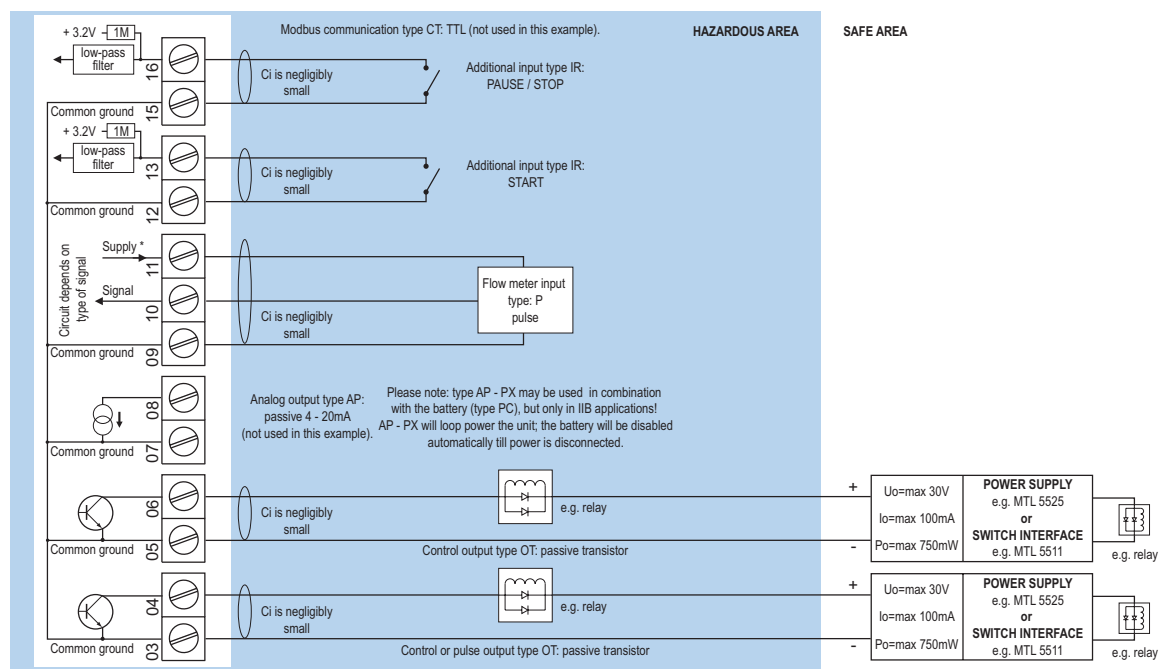 Modbus communication type CT: TTL (not used in this example).
HAZARDOUS AREA
SAFE AREA
+ 3.2V
1M
low-pass
filter
16
Ci is negligibly
small
Additional input type IR:
PAUSE / STOP
Common ground
15
+ 3.2V
1M
low-pass
filter
13
Ci is negligibly
small
Additional input type IR:
START
Common ground
12
Circuit depends on
type of signal
Supply *
11
Signal
10
Flow meter input
type: P
pulse
Ci is negligibly
small
Common ground
09
08
Analog output type AP:
passive 4 - 20mA
(not used in this example).
Please note: type AP - PX may be used in combination
with the battery (type PC), but only in IIB applications!
AP - PX will loop power the unit; the battery will be disabled
automatically till power is disconnected.
Common ground
07
06
Ci is negligibly
small
e.g. relay
Common ground
05
Control output type OT: passive transistor
+
-
Uo=max 30V
Io=max 100mA
Po=max 750mW
POWER SUPPLY
e.g. MTL 5525
or
SWITCH INTERFACE
e.g. MTL 5511
e.g. relay
04
Ci is negligibly
small
e.g. relay
Common ground
03
Control or pulse output type OT: passive transistor
+
-
Uo=max 30V
Io=max 100mA
Po=max 750mW
POWER SUPPLY
e.g. MTL 5525
or
SWITCH INTERFACE
e.g. MTL 5511
e.g. relay